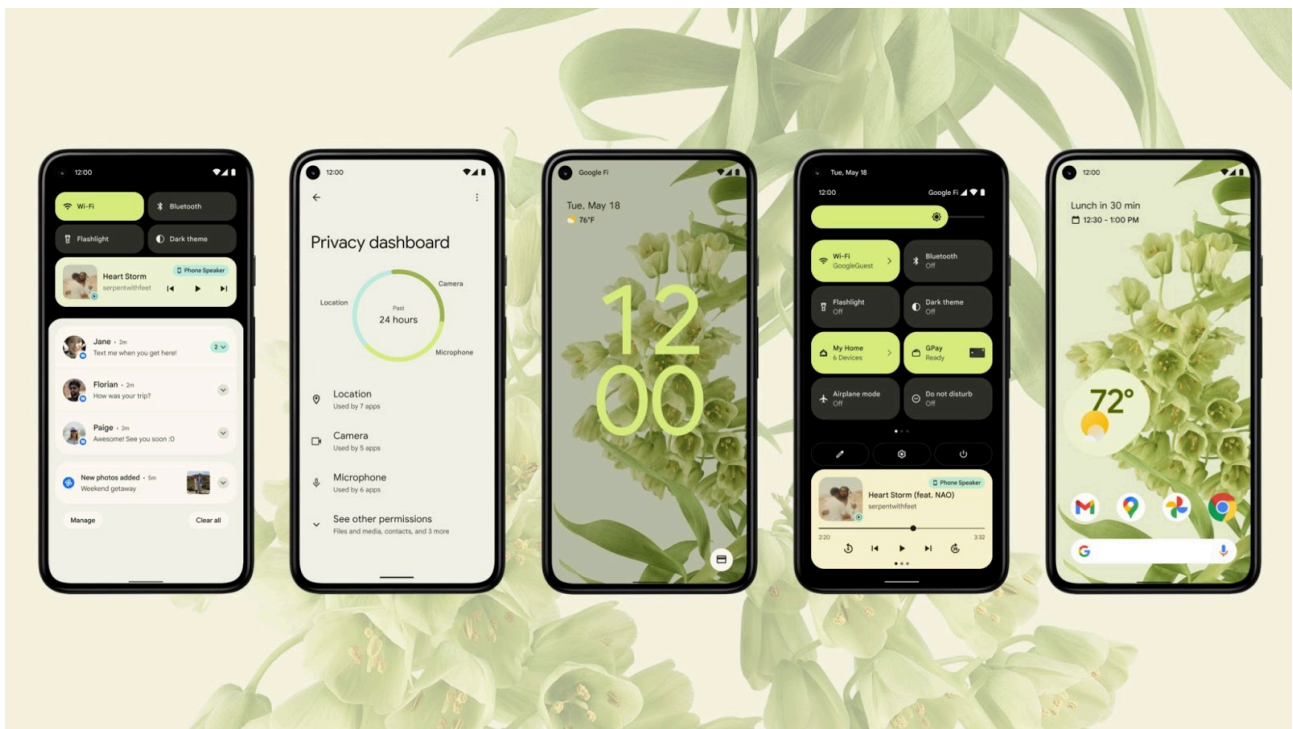 12:00
Wi-Fi
Bluetooth
Flashlight
Dark theme
Phone Speaker
Heart Storm
serpentwithfeet
Jane • 2m
Text me when you get here!
2
Florian • 2m
How was your trip?
Paige • 2m
Awesome! See you soon :0
New photos added • 5m
Weekend getaway
Manage
Clear all
12:00
Privacy dashboard
Location
Camera
Microphone
Past
24 hours
Location
Used by 7 apps
Camera
Used by 5 apps
Microphone
Used by 6 apps
See other permissions
Files and media, contacts, and 3 more
Google Fi
Tue, May 18
76°F
12
00
Tue, May 18
12:00
Google Fi
Wi-Fi
GoogleGuest
Bluetooth
Off
Flashlight
Off
Dark theme
Off
My Home
6 Devices
GPay
Ready
Airplane mode
Off
Do not disturb
Off
Phone Speaker
Heart Storm (feat. NAO)
serpentwithfeet
2:20
3:32
12:00
Lunch in 30 min
12:30 - 1:00 PM
72°